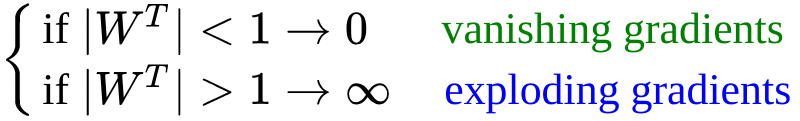 if |W^T| < 1 → 0 vanishing gradients
if |W^T| > 1 → ∞ exploding gradients